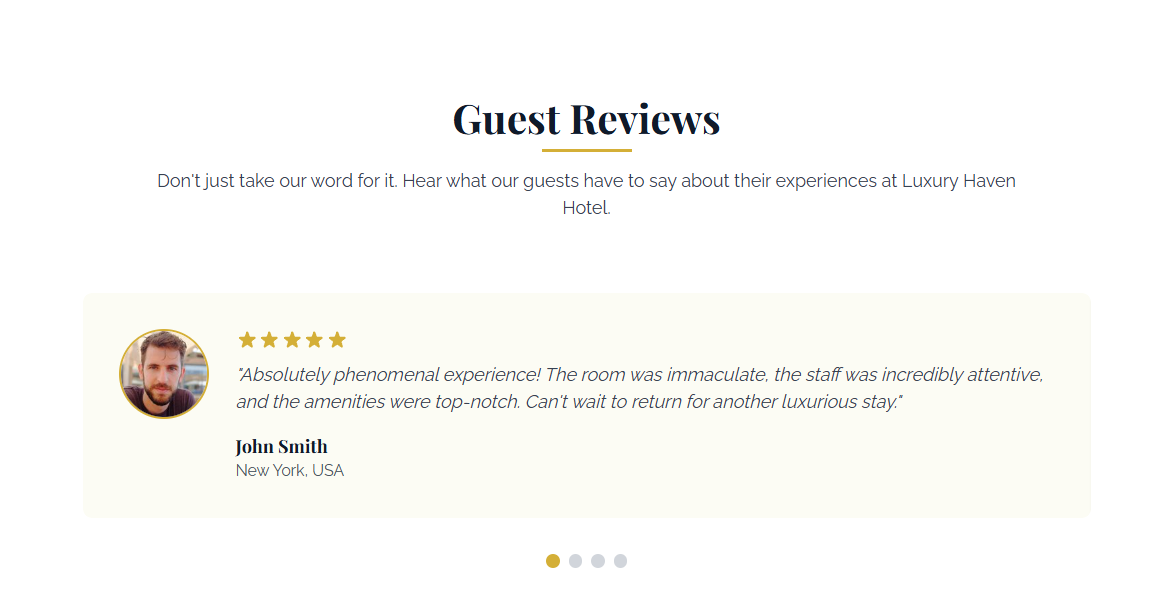 Guest Reviews
Don't just take our word for it. Hear what our guests have to say about their experiences at Luxury Haven
Hotel.
"Absolutely phenomenal experience! The room was immaculate, the staff was incredibly attentive,
and the amenities were top-notch. Can't wait to return for another luxurious stay."
John Smith
New York, USA